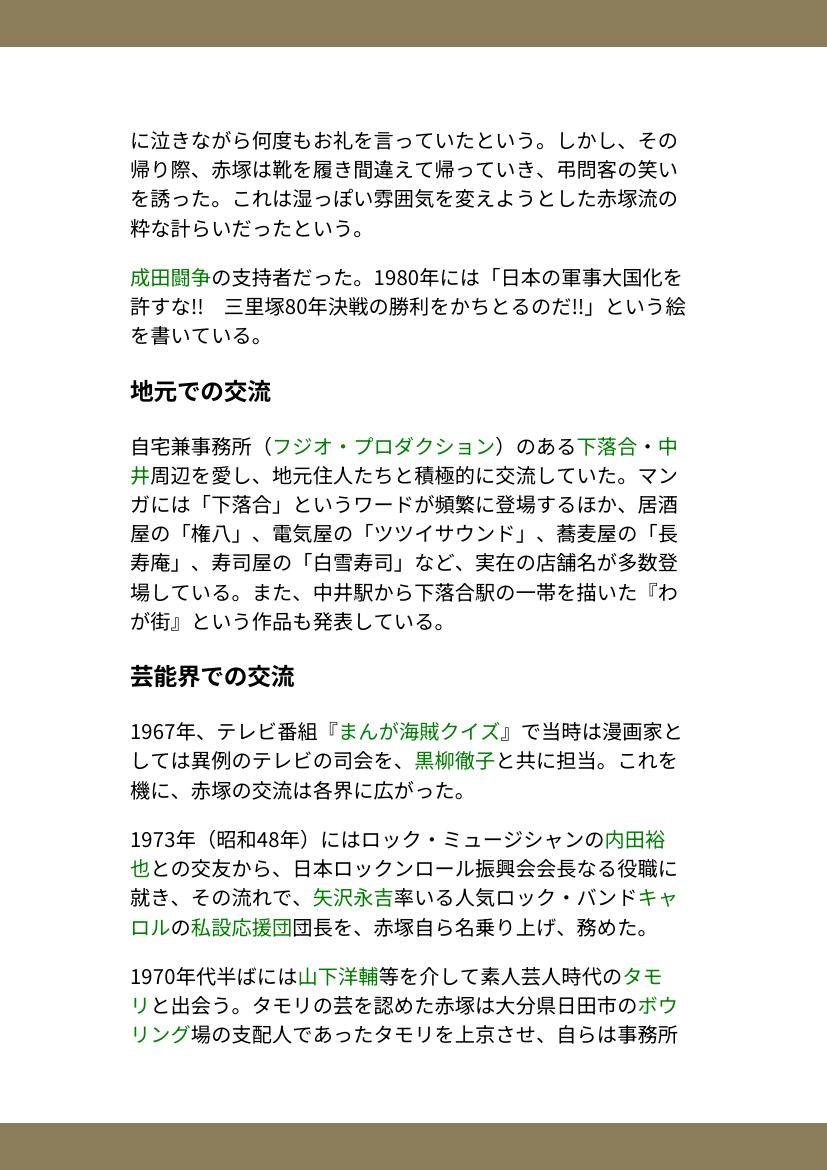 に泣きながら何度もお礼を言っていたという。しかし、その
帰り際、赤塚は靴を履き間違えて帰っていき、弔問客の笑い
を誘った。これは湿っぽい雰囲気を変えようとした赤塚流の
粋な計らいだったという。
成田闘争の支持者だった。1980年には「日本の軍事大国化を
許すな!!　三里塚80年決戦の勝利をかちとるのだ!!」という絵
を書いている。
地元での交流
自宅兼事務所（フジオ・プロダクション）のある下落合・中
井周辺を愛し、地元住人たちと積極的に交流していた。マン
ガには「下落合」というワードが頻繁に登場するほか、居酒
屋の「権八」、電気屋の「ツツイサウンド」、蕎麦屋の「長
寿庵」、寿司屋の「白雪寿司」など、実在の店舗名が多数登
場している。また、中井駅から下落合駅の一帯を描いた『わ
が街』という作品も発表している。
芸能界での交流
1967年、テレビ番組『まんが海賊クイズ』で当時は漫画家と
しては異例のテレビの司会を、黒柳徹子と共に担当。これを
機に、赤塚の交流は各界に広がった。
1973年（昭和48年）にはロック・ミュージシャンの内田裕
也との交友から、日本ロックンロール振興会会長なる役職に
就き、その流れで、矢沢永吉率いる人気ロック・バンドキャ
ロルの私設応援団団長を、赤塚自ら名乗り上げ、務めた。
1970年代半ばには山下洋輔等を介して素人芸人時代のタモ
リと出会う。タモリの芸を認めた赤塚は大分県日田市のボウ
リング場の支配人であったタモリを上京させ、自らは事務所